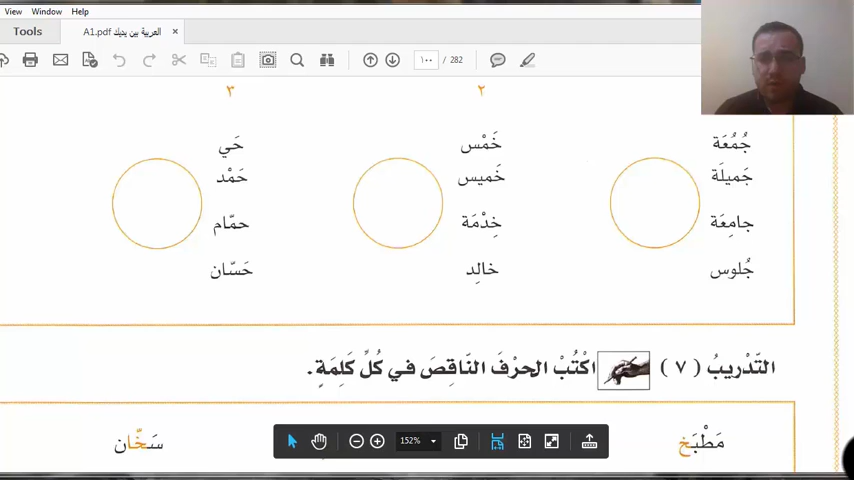 View Window Help
Tools
العربية بين يديك A1.pdf ×
١٠٠ / 282
٢
٣
جُمُعَة
جَميلَة
جامِعَة
جُلوس
خَمْس
خَميس
خِدْمَة
خالِد
حَي
حَمْد
حمّام
حَسّان
التّدْريبُ ( ٧ ) اكْتُبْ الحرْفَ النّاقِصَ في كُلِّ كَلِمَةٍ .
مَطْبَخ
سَخّان
152%